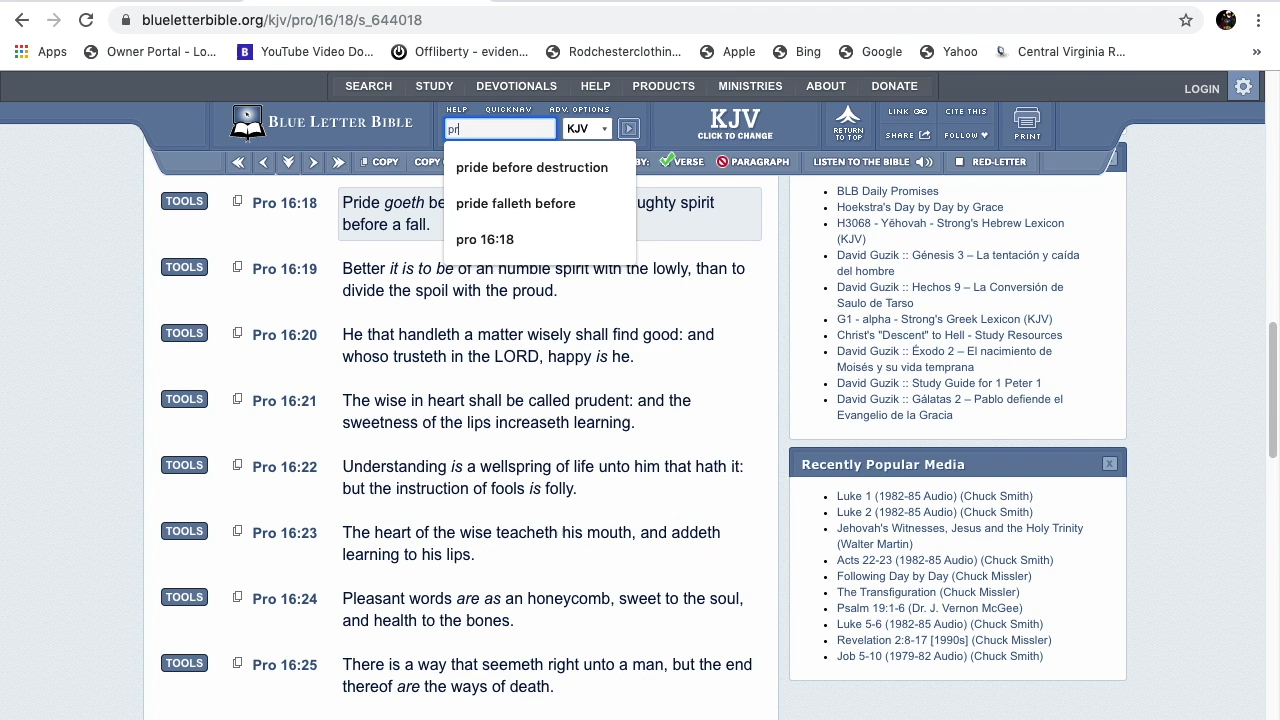 blueletterbible.org/kjv/pro/16/18/s_644018
Apps Owner Portal - Lo... YouTube Video Do... Offliberty - eviden... Rodchesterclothin... Apple Bing Google Yahoo Central Virginia R... »
SEARCH STUDY DEVOTIONALS HELP PRODUCTS MINISTRIES ABOUT DONATE LOGIN
HELP QUICKNAV ADV. OPTIONS
BLUE LETTER BIBLE
pr KJV
KJV
CLICK TO CHANGE
RETURN
TO TOP
LINK CITE THIS
SHARE FOLLOW
PRINT
COPY COPY BY: VERSE PARAGRAPH LISTEN TO THE BIBLE RED-LETTER
pride before destruction
pride falleth before
pro 16:18
TOOLS Pro 16:18 Pride goeth be ughty spirit
before a fall.
TOOLS Pro 16:19 Better it is to be of an humble spirit with the lowly, than to
divide the spoil with the proud.
TOOLS Pro 16:20 He that handleth a matter wisely shall find good: and
whoso trusteth in the LORD, happy is he.
TOOLS Pro 16:21 The wise in heart shall be called prudent: and the
sweetness of the lips increaseth learning.
TOOLS Pro 16:22 Understanding is a wellspring of life unto him that hath it:
but the instruction of fools is folly.
TOOLS Pro 16:23 The heart of the wise teacheth his mouth, and addeth
learning to his lips.
TOOLS Pro 16:24 Pleasant words are as an honeycomb, sweet to the soul,
and health to the bones.
TOOLS Pro 16:25 There is a way that seemeth right unto a man, but the end
thereof are the ways of death.
BLB Daily Promises
Hoekstra's Day by Day by Grace
H3068 - Yĕhovah - Strong's Hebrew Lexicon
(KJV)
David Guzik :: Génesis 3 – La tentación y caída
del hombre
David Guzik :: Hechos 9 – La Conversión de
Saulo de Tarso
G1 - alpha - Strong's Greek Lexicon (KJV)
Christ's "Descent" to Hell - Study Resources
David Guzik :: Éxodo 2 – El nacimiento de
Moisés y su vida temprana
David Guzik :: Study Guide for 1 Peter 1
David Guzik :: Gálatas 2 – Pablo defiende el
Evangelio de la Gracia
Recently Popular Media
Luke 1 (1982-85 Audio) (Chuck Smith)
Luke 2 (1982-85 Audio) (Chuck Smith)
Jehovah's Witnesses, Jesus and the Holy Trinity
(Walter Martin)
Acts 22-23 (1982-85 Audio) (Chuck Smith)
Following Day by Day (Chuck Missler)
The Transfiguration (Chuck Missler)
Psalm 19:1-6 (Dr. J. Vernon McGee)
Luke 5-6 (1982-85 Audio) (Chuck Smith)
Revelation 2:8-17 [1990s] (Chuck Missler)
Job 5-10 (1979-82 Audio) (Chuck Smith)